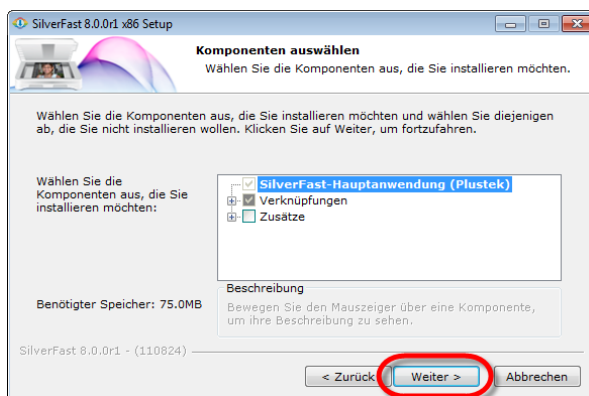 SilverFast 8.0.0r1 x86 Setup
Komponenten auswählen
Wählen Sie die Komponenten aus, die Sie installieren möchten.
Wählen Sie die Komponenten aus, die Sie installieren möchten und wählen Sie diejenigen
ab, die Sie nicht installieren wollen. Klicken Sie auf Weiter, um fortzufahren.
Wählen Sie die
Komponenten aus, die Sie
installieren möchten:
SilverFast-Hauptanwendung (Plustek)
Verknüpfungen
Zusätze
Benötigter Speicher: 75.0MB
Beschreibung
Bewegen Sie den Mauszeiger über eine Komponente,
um ihre Beschreibung zu sehen.
SilverFast 8.0.0r1 - (110824)
< Zurück
Weiter >
Abbrechen